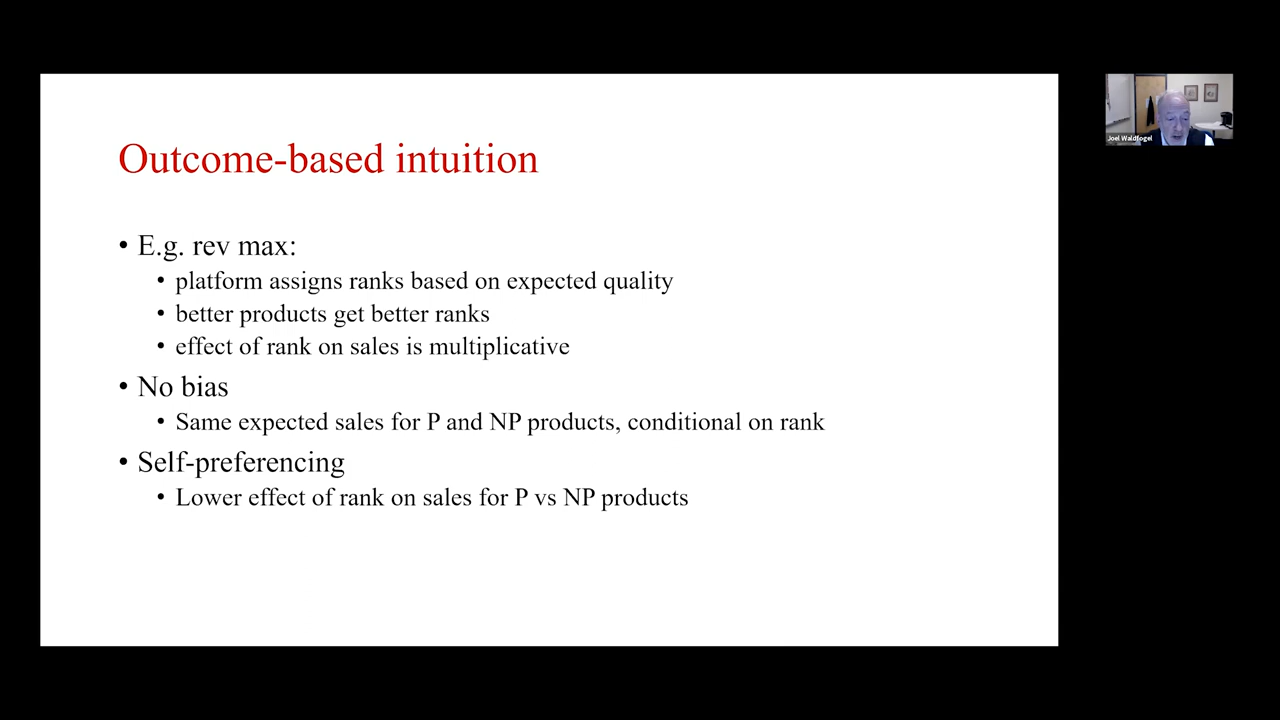 Outcome-based intuition
• E.g. rev max:
• platform assigns ranks based on expected quality
• better products get better ranks
• effect of rank on sales is multiplicative
• No bias
• Same expected sales for P and NP products, conditional on rank
• Self-preferencing
• Lower effect of rank on sales for P vs NP products
Joel Waldfogel